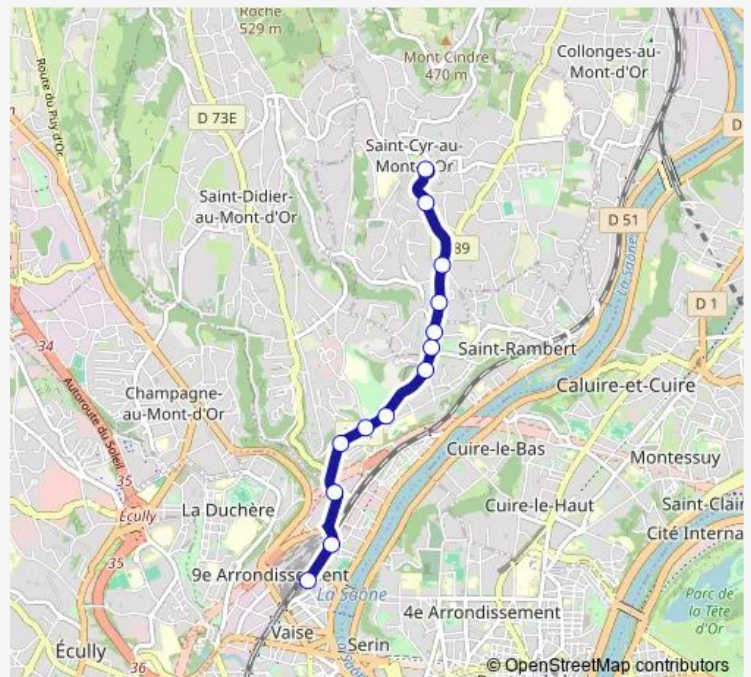 Roche
529 m
Mont Cindre
470 m
Collonges-au-
Mont-d'Or
Route du Puy d'Or
D 73E
D
Saint-Cyr-au-
Mont-d'Or
Saint-Didier-
au-Mont-d'Or
D 51
89
La Saône
D 1
34
Saint-Rambert
Caluire-et-Cuire
Champagne-
au-Mont-d'Or
Autoroute du Soleil
Cuire-le-Bas
Montessuy
35
Écully
La Duchère
Cuire-le-Haut
Saint-Clair
Cité Interna
35
9e Arrondissement
La Saône
4e Arrondissement
Parc de
la Tête
d'Or
Vaise
Serin
Écully
36
La Saône
© OpenStreetMap contributors